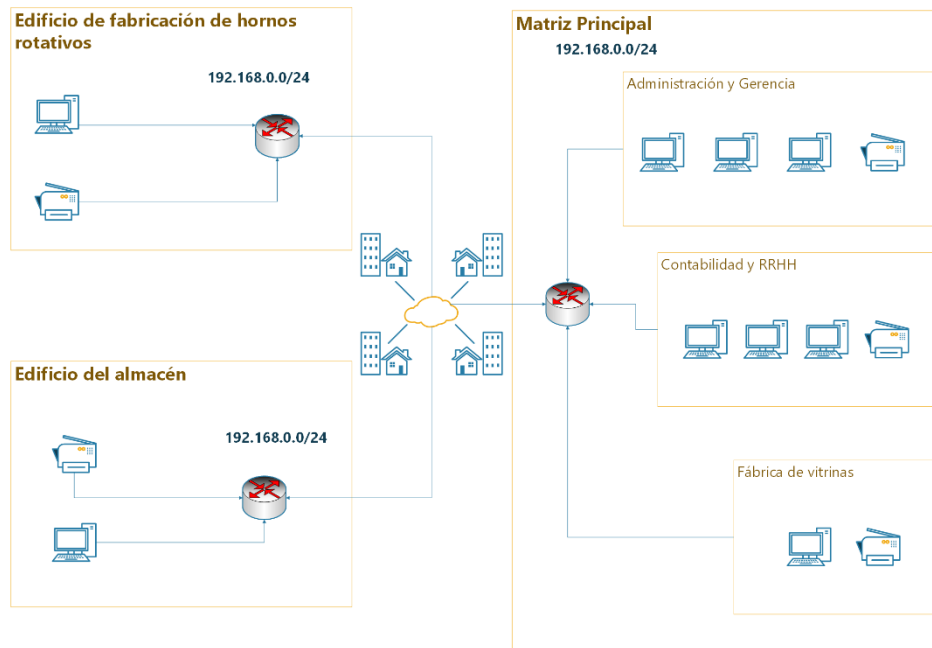 Edificio de fabricación de hornos
rotativos
192.168.0.0/24
Matriz Principal
192.168.0.0/24
Administración y Gerencia
Contabilidad y RRHH
Edificio del almacén
192.168.0.0/24
Fábrica de vitrinas